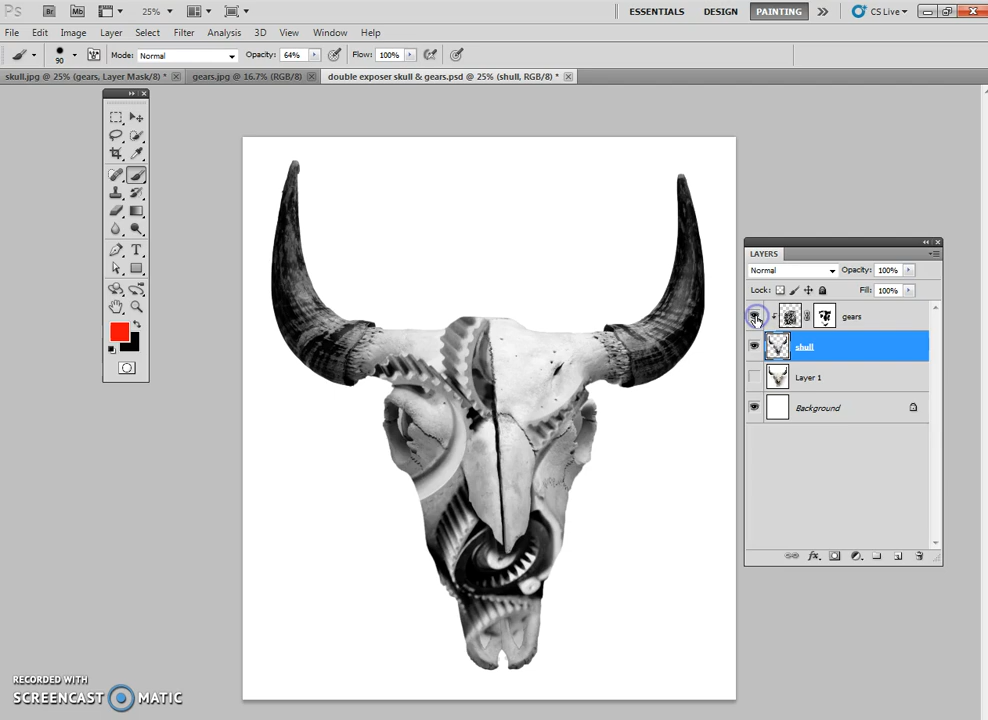 Ps Br Mb 25% ESSENTIALS DESIGN PAINTING CS Live
File Edit Image Layer Select Filter Analysis 3D View Window Help
90 Mode: Normal Opacity: 64% Flow: 100%
skull.jpg @ 25% (gears, Layer Mask/8) * gears.jpg @ 16.7% (RGB/8) double exposer skull & gears.psd @ 25% (shull, RGB/8) *
LAYERS
Normal Opacity: 100%
Lock: Fill: 100%
gears
shull
Layer 1
Background
fx
T
RECORDED WITH
SCREENCAST MATIC